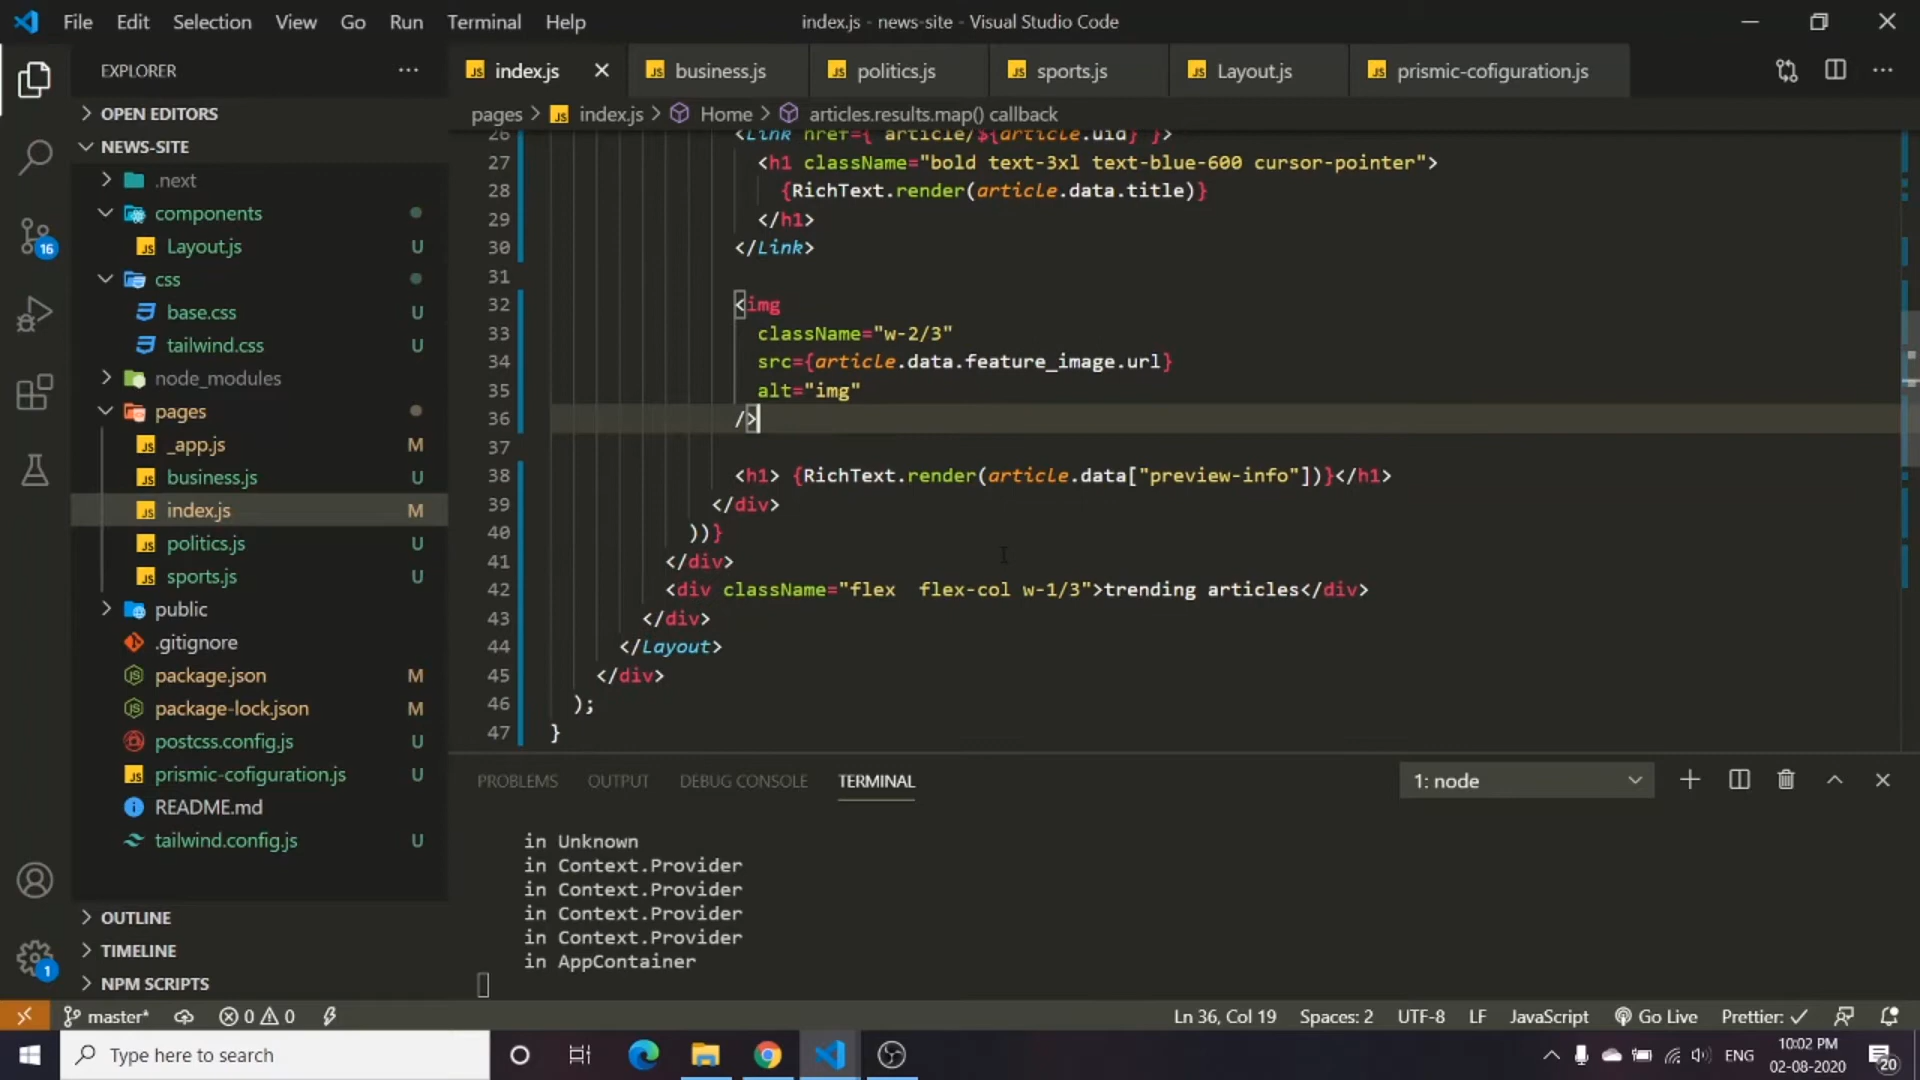 File Edit Selection View Go Run Terminal Help
index.js - news-site - Visual Studio Code
EXPLORER
OPEN EDITORS
NEWS-SITE
.next
components
Layout.js U
css
base.css U
tailwind.css U
node_modules
pages
_app.js M
business.js U
index.js M
politics.js U
sports.js U
public
.gitignore
package.json M
package-lock.json M
postcss.config.js U
prismic-cofiguration.js U
README.md
tailwind.config.js U
OUTLINE
TIMELINE
NPM SCRIPTS
16
1
index.js business.js politics.js sports.js Layout.js prismic-cofiguration.js
pages > index.js > Home > articles.results.map() callback
26 <Link href={`article/${article.uid}`}>
27 <h1 className="bold text-3xl text-blue-600 cursor-pointer">
28 {RichText.render(article.data.title)}
29 </h1>
30 </Link>
31
32 <img
33 className="w-2/3"
34 src={article.data.feature_image.url}
35 alt="img"
36 />
37
38 <h1> {RichText.render(article.data["preview-info"])}</h1>
39 </div>
40 ))}
41 </div>
42 <div className="flex  flex-col w-1/3">trending articles</div>
43 </div>
44 </Layout>
45 </div>
46 );
47 }
PROBLEMS OUTPUT DEBUG CONSOLE TERMINAL
1: node
in Unknown
in Context.Provider
in Context.Provider
in Context.Provider
in Context.Provider
in AppContainer
master* 0 0
Ln 36, Col 19 Spaces: 2 UTF-8 LF JavaScript Go Live Prettier: ✓
Type here to search
ENG
10:02 PM
02-08-2020
20